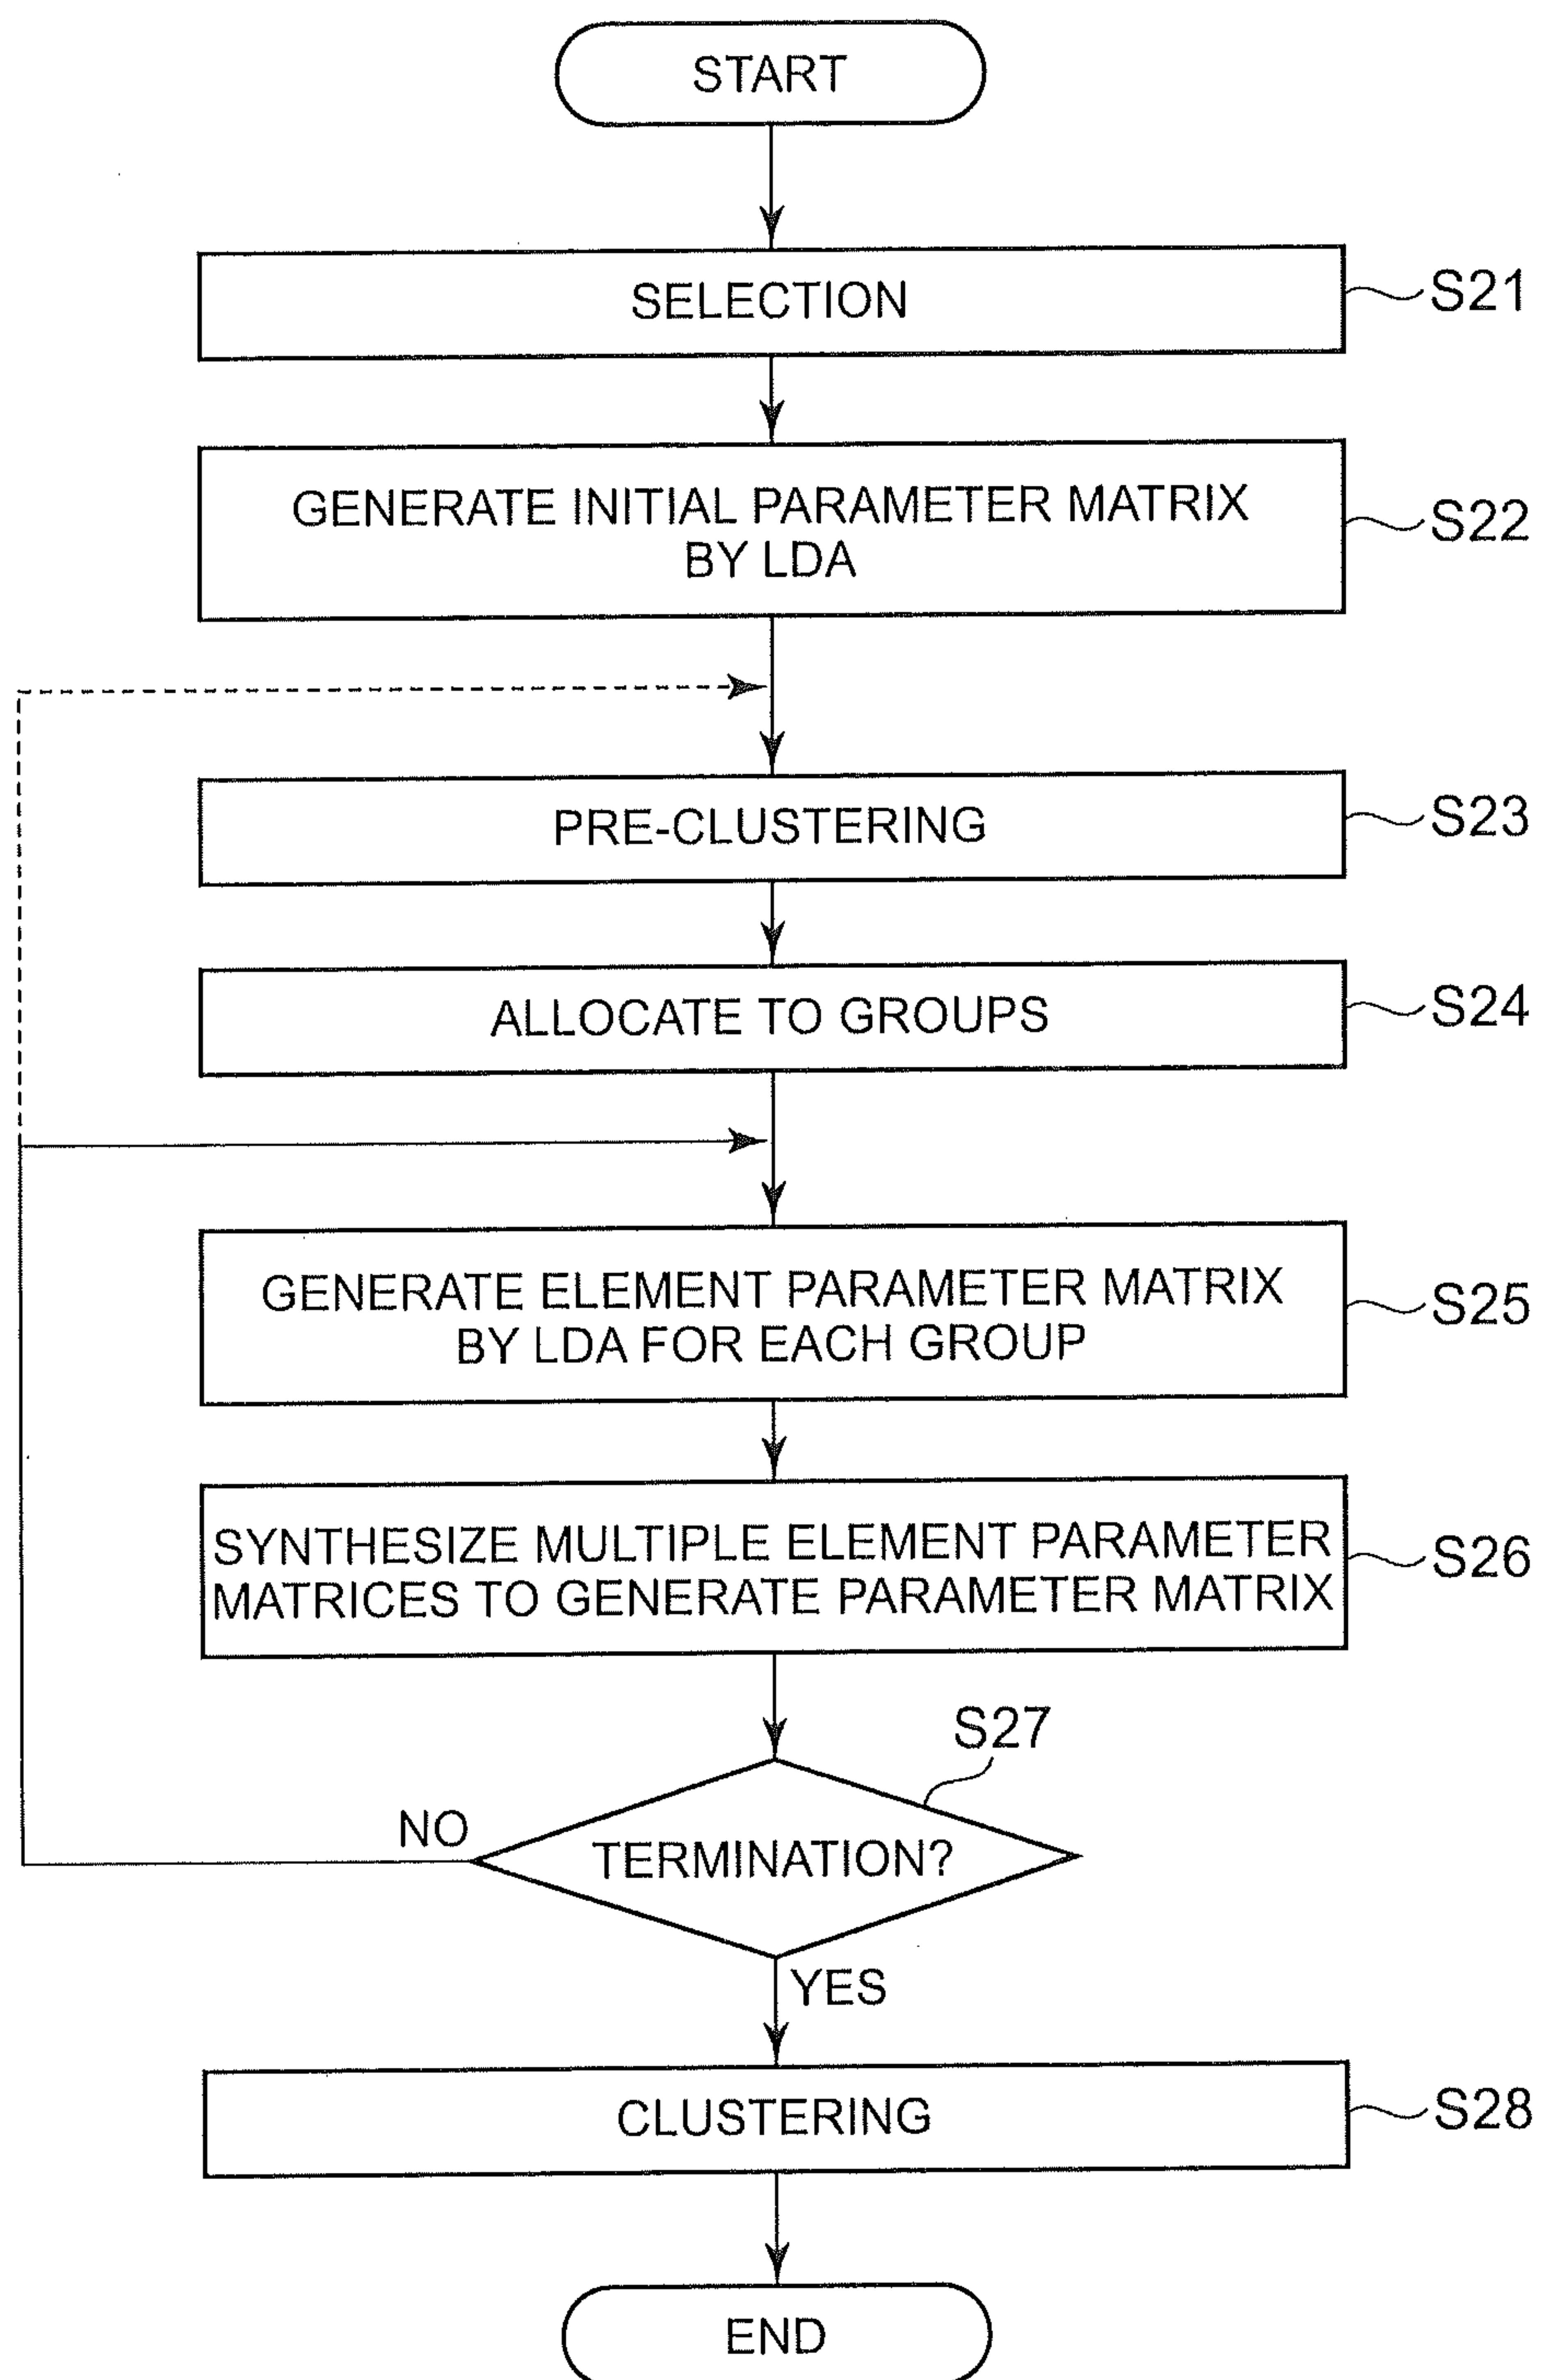 START
SELECTION
S21
GENERATE INITIAL PARAMETER MATRIX
BY LDA
S22
PRE-CLUSTERING
S23
ALLOCATE TO GROUPS
S24
GENERATE ELEMENT PARAMETER MATRIX
BY LDA FOR EACH GROUP
S25
SYNTHESIZE MULTIPLE ELEMENT PARAMETER
MATRICES TO GENERATE PARAMETER MATRIX
S26
S27
NO
TERMINATION?
YES
CLUSTERING
S28
END